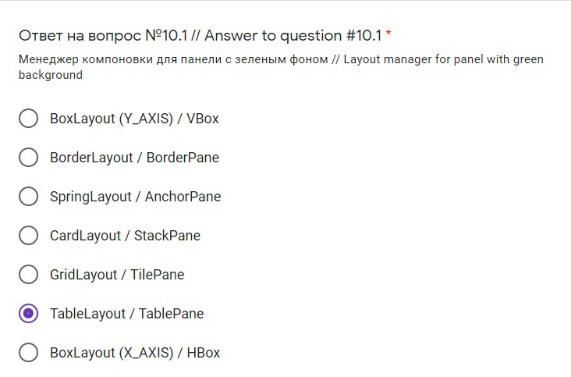 Ответ на вопрос №10.1 // Answer to question #10.1 *
Менеджер компоновки для панели с зеленым фоном // Layout manager for panel with green
background
BoxLayout (Y_AXIS) / VBox
BorderLayout / BorderPane
SpringLayout / AnchorPane
CardLayout / StackPane
GridLayout / TilePane
TableLayout / TablePane
BoxLayout (X_AXIS) / HBox